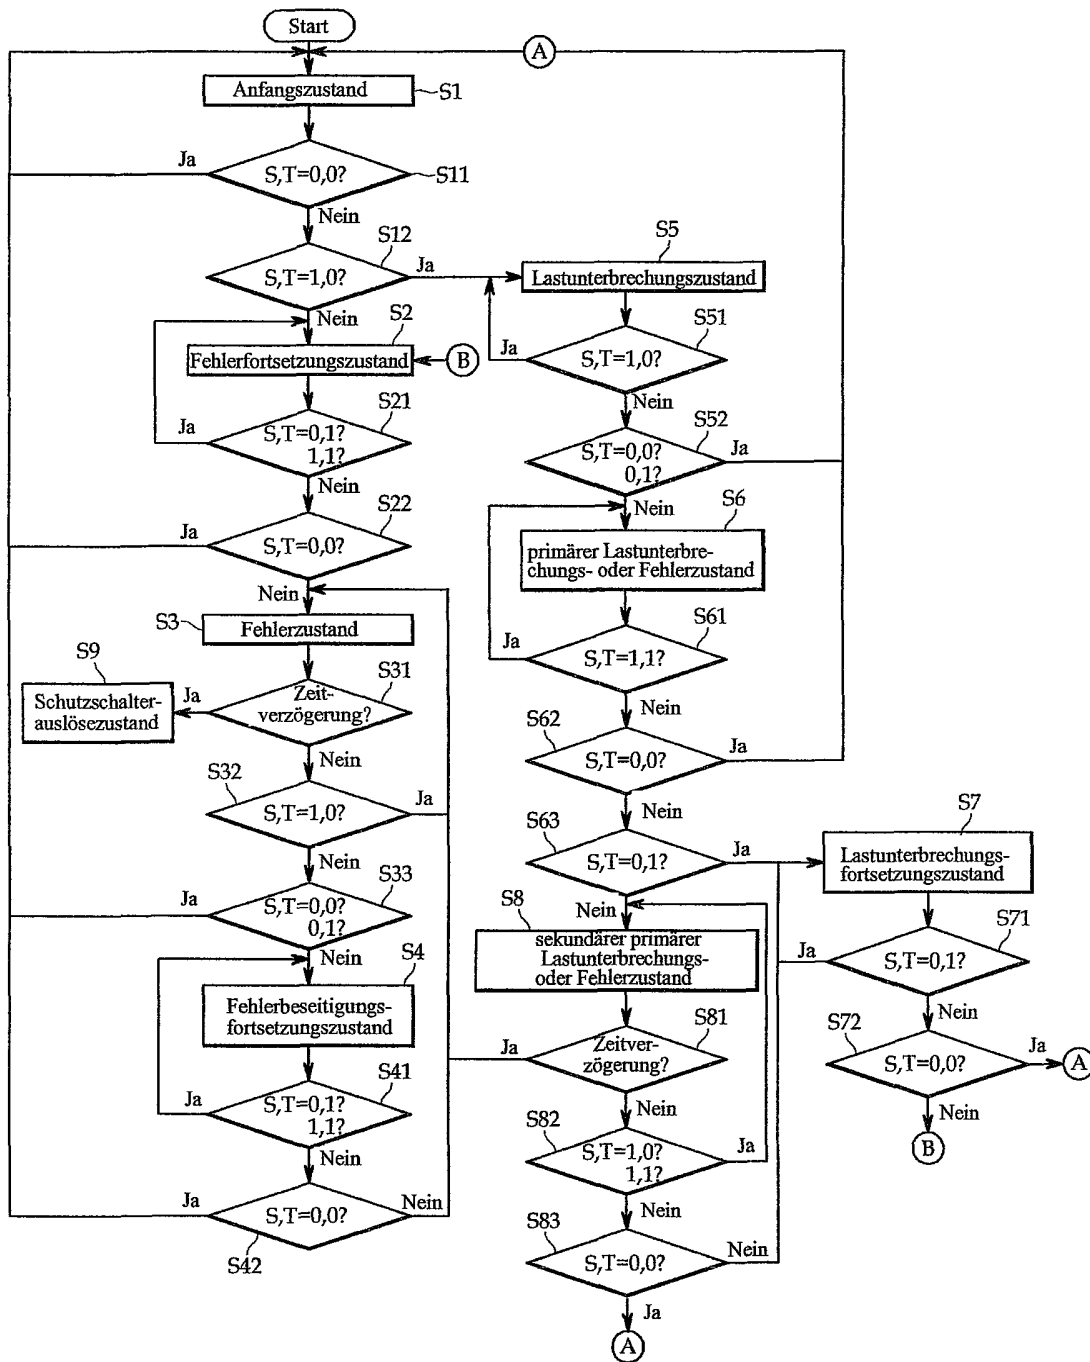 Start
A
Anfangszustand
S1
Ja
S,T=0,0?
S11
Nein
S12
S,T=1,0?
Ja
Nein
S2
Fehlerfortsetzungszustand
B
S21
Ja
S,T=0,1?
1,1?
Nein
S22
Ja
S,T=0,0?
Nein
S3
Fehlerzustand
S9
Schutzschalter-
auslösezustand
Ja
S31
Zeit-
verzögerung?
Nein
S32
S,T=1,0?
Ja
Nein
S33
Ja
S,T=0,0?
0,1?
Nein
S4
Fehlerbeseitigungs-
fortsetzungszustand
S41
Ja
S,T=0,1?
1,1?
Nein
Ja
S,T=0,0?
Nein
S42
S5
Lastunterbrechungszustand
S51
Ja
S,T=1,0?
Nein
S52
S,T=0,0?
0,1?
Ja
Nein
S6
primärer Lastunterbre-
chungs- oder Fehlerzustand
S61
Ja
S,T=1,1?
Nein
S62
S,T=0,0?
Ja
Nein
S63
S,T=0,1?
Ja
Nein
S8
sekundärer primärer
Lastunterbrechungs-
oder Fehlerzustand
S81
Ja
Zeitver-
zögerung?
Nein
S82
S,T=1,0?
1,1?
Ja
Nein
S83
S,T=0,0?
Nein
Ja
A
S7
Lastunterbrechungs-
fortsetzungszustand
S71
Ja
S,T=0,1?
Nein
S72
S,T=0,0?
Ja
A
Nein
B